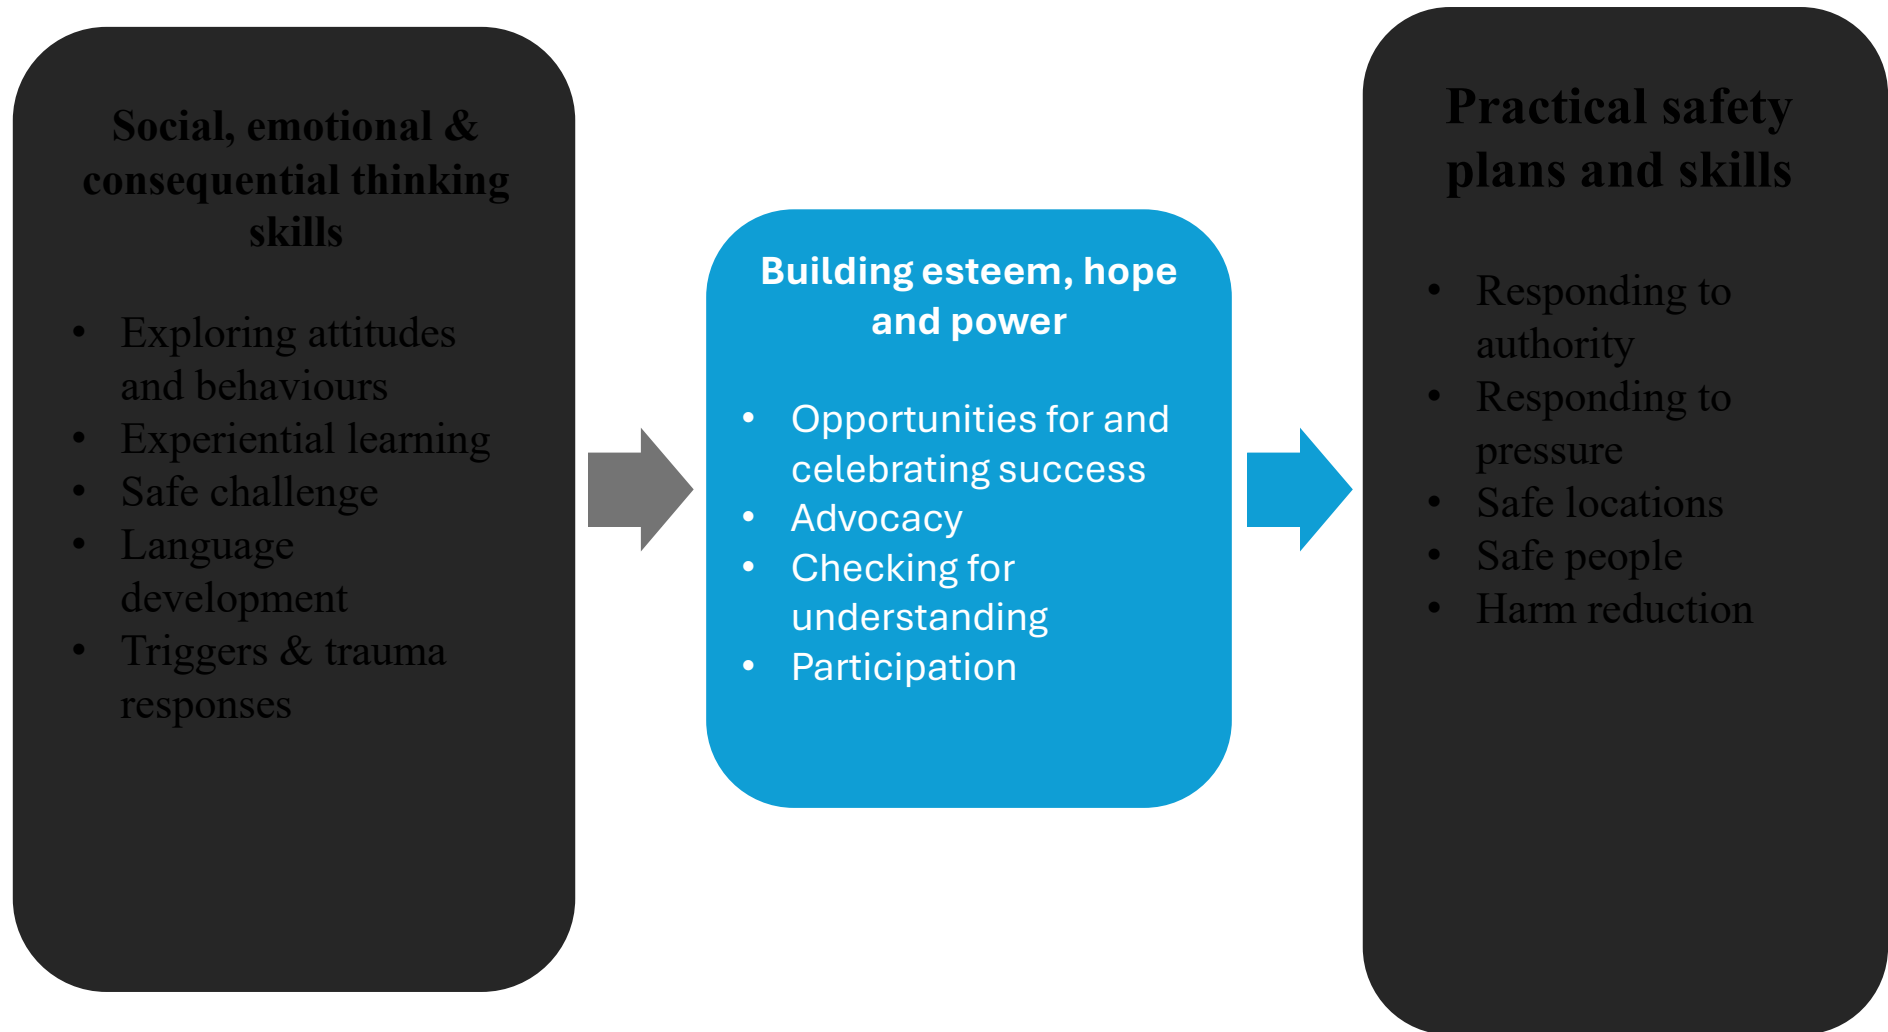 Social, emotional &
consequential thinking
skills
• Exploring attitudes
and behaviours
• Experiential learning
• Safe challenge
• Language
development
• Triggers & trauma
responses
Building esteem, hope
and power
• Opportunities for and
celebrating success
• Advocacy
• Checking for
understanding
• Participation
Practical safety
plans and skills
• Responding to
authority
• Responding to
pressure
• Safe locations
• Safe people
• Harm reduction